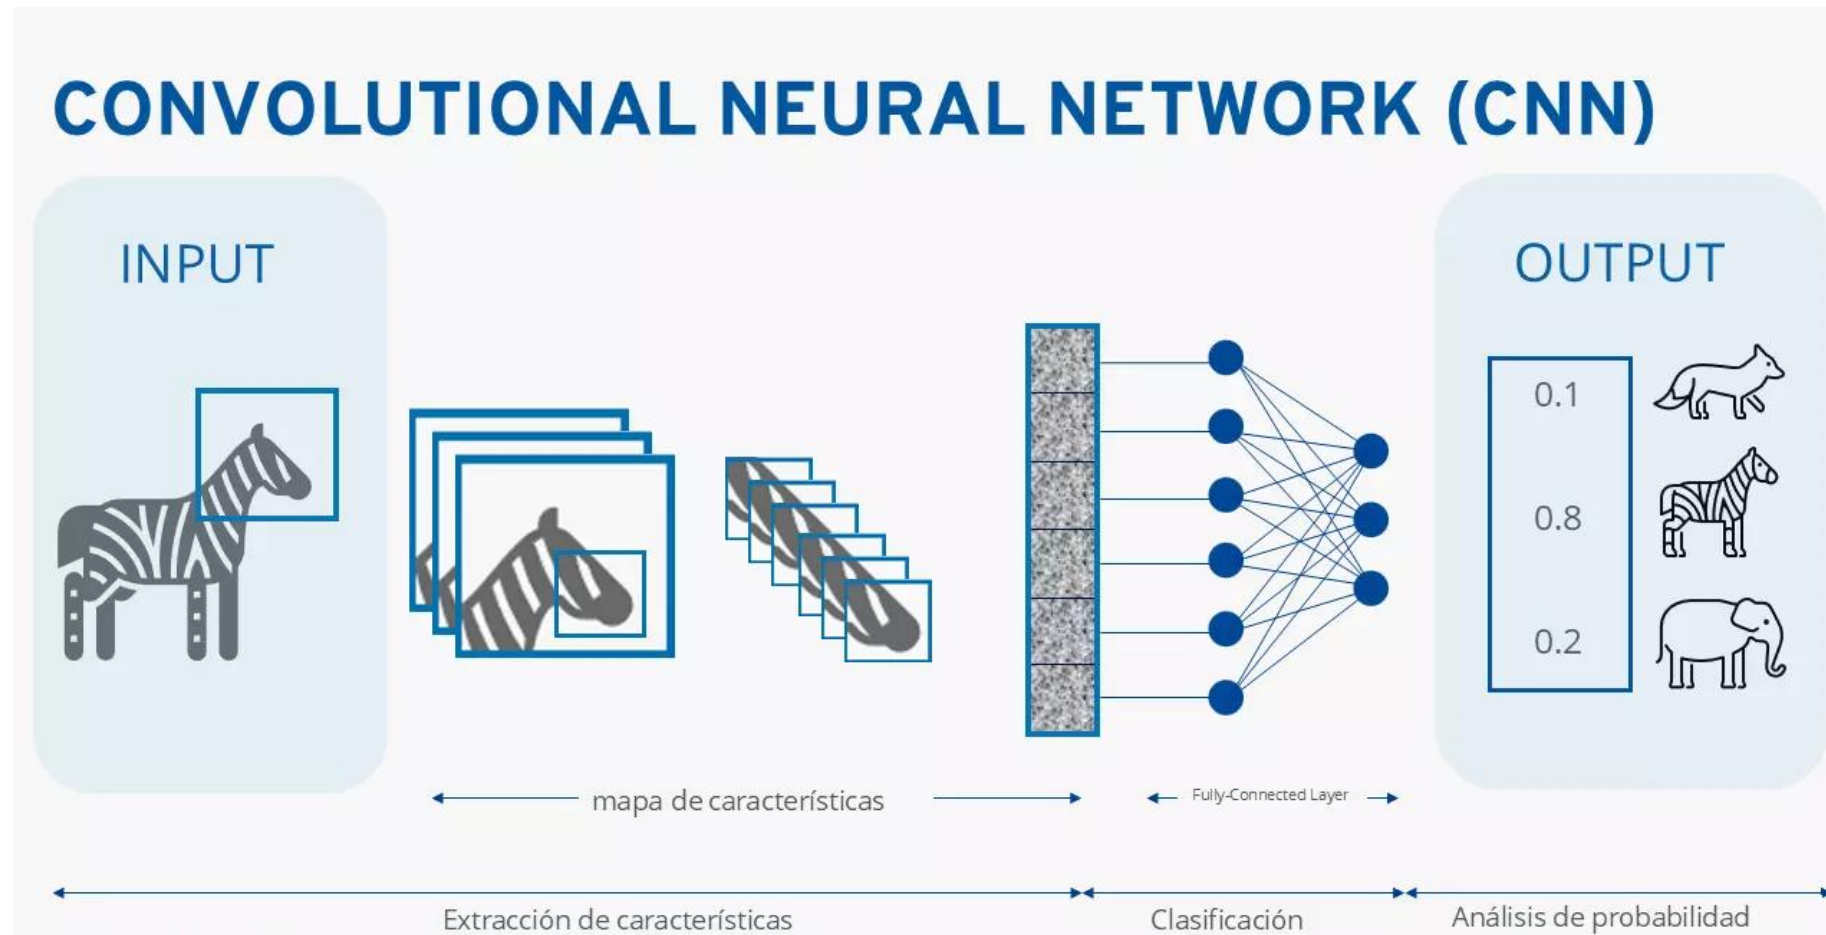 CONVOLUTIONAL NEURAL NETWORK (CNN)
INPUT
OUTPUT
0.1
0.8
0.2
mapa de características
Fully-Connected Layer
Extracción de características
Clasificación
Análisis de probabilidad